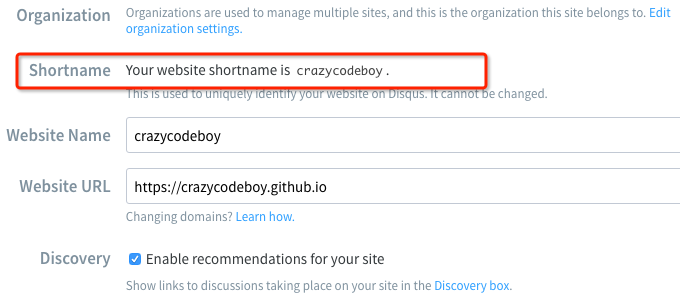 Organization
Organizations are used to manage multiple sites, and this is the organization this site belongs to. Edit
organization settings.
Shortname
Your website shortname is crazycodeboy.
This is used to uniquely identify your website on Disqus. It cannot be changed.
Website Name
crazycodeboy
Website URL
https://crazycodeboy.github.io
Changing domains? Learn how.
Discovery
Enable recommendations for your site
Show links to discussions taking place on your site in the Discovery box.